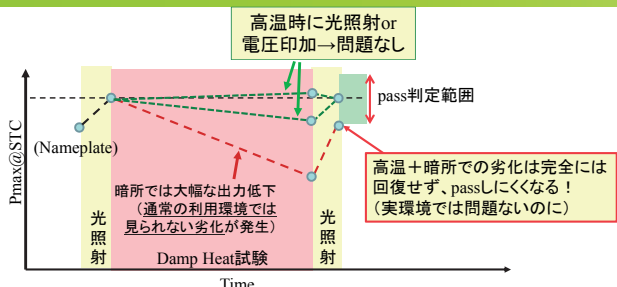 高温時に光照射or
電圧印加→問題なし
pass判定範囲
Pmax@STC
(Nameplate)
暗所では大幅な出力低下
(通常の利用環境では
見られない劣化が発生)
高温+暗所での劣化は完全には
回復せず、passしにくくなる!
(実環境では問題ないのに)
光照射
Damp Heat試験
光照射
Time